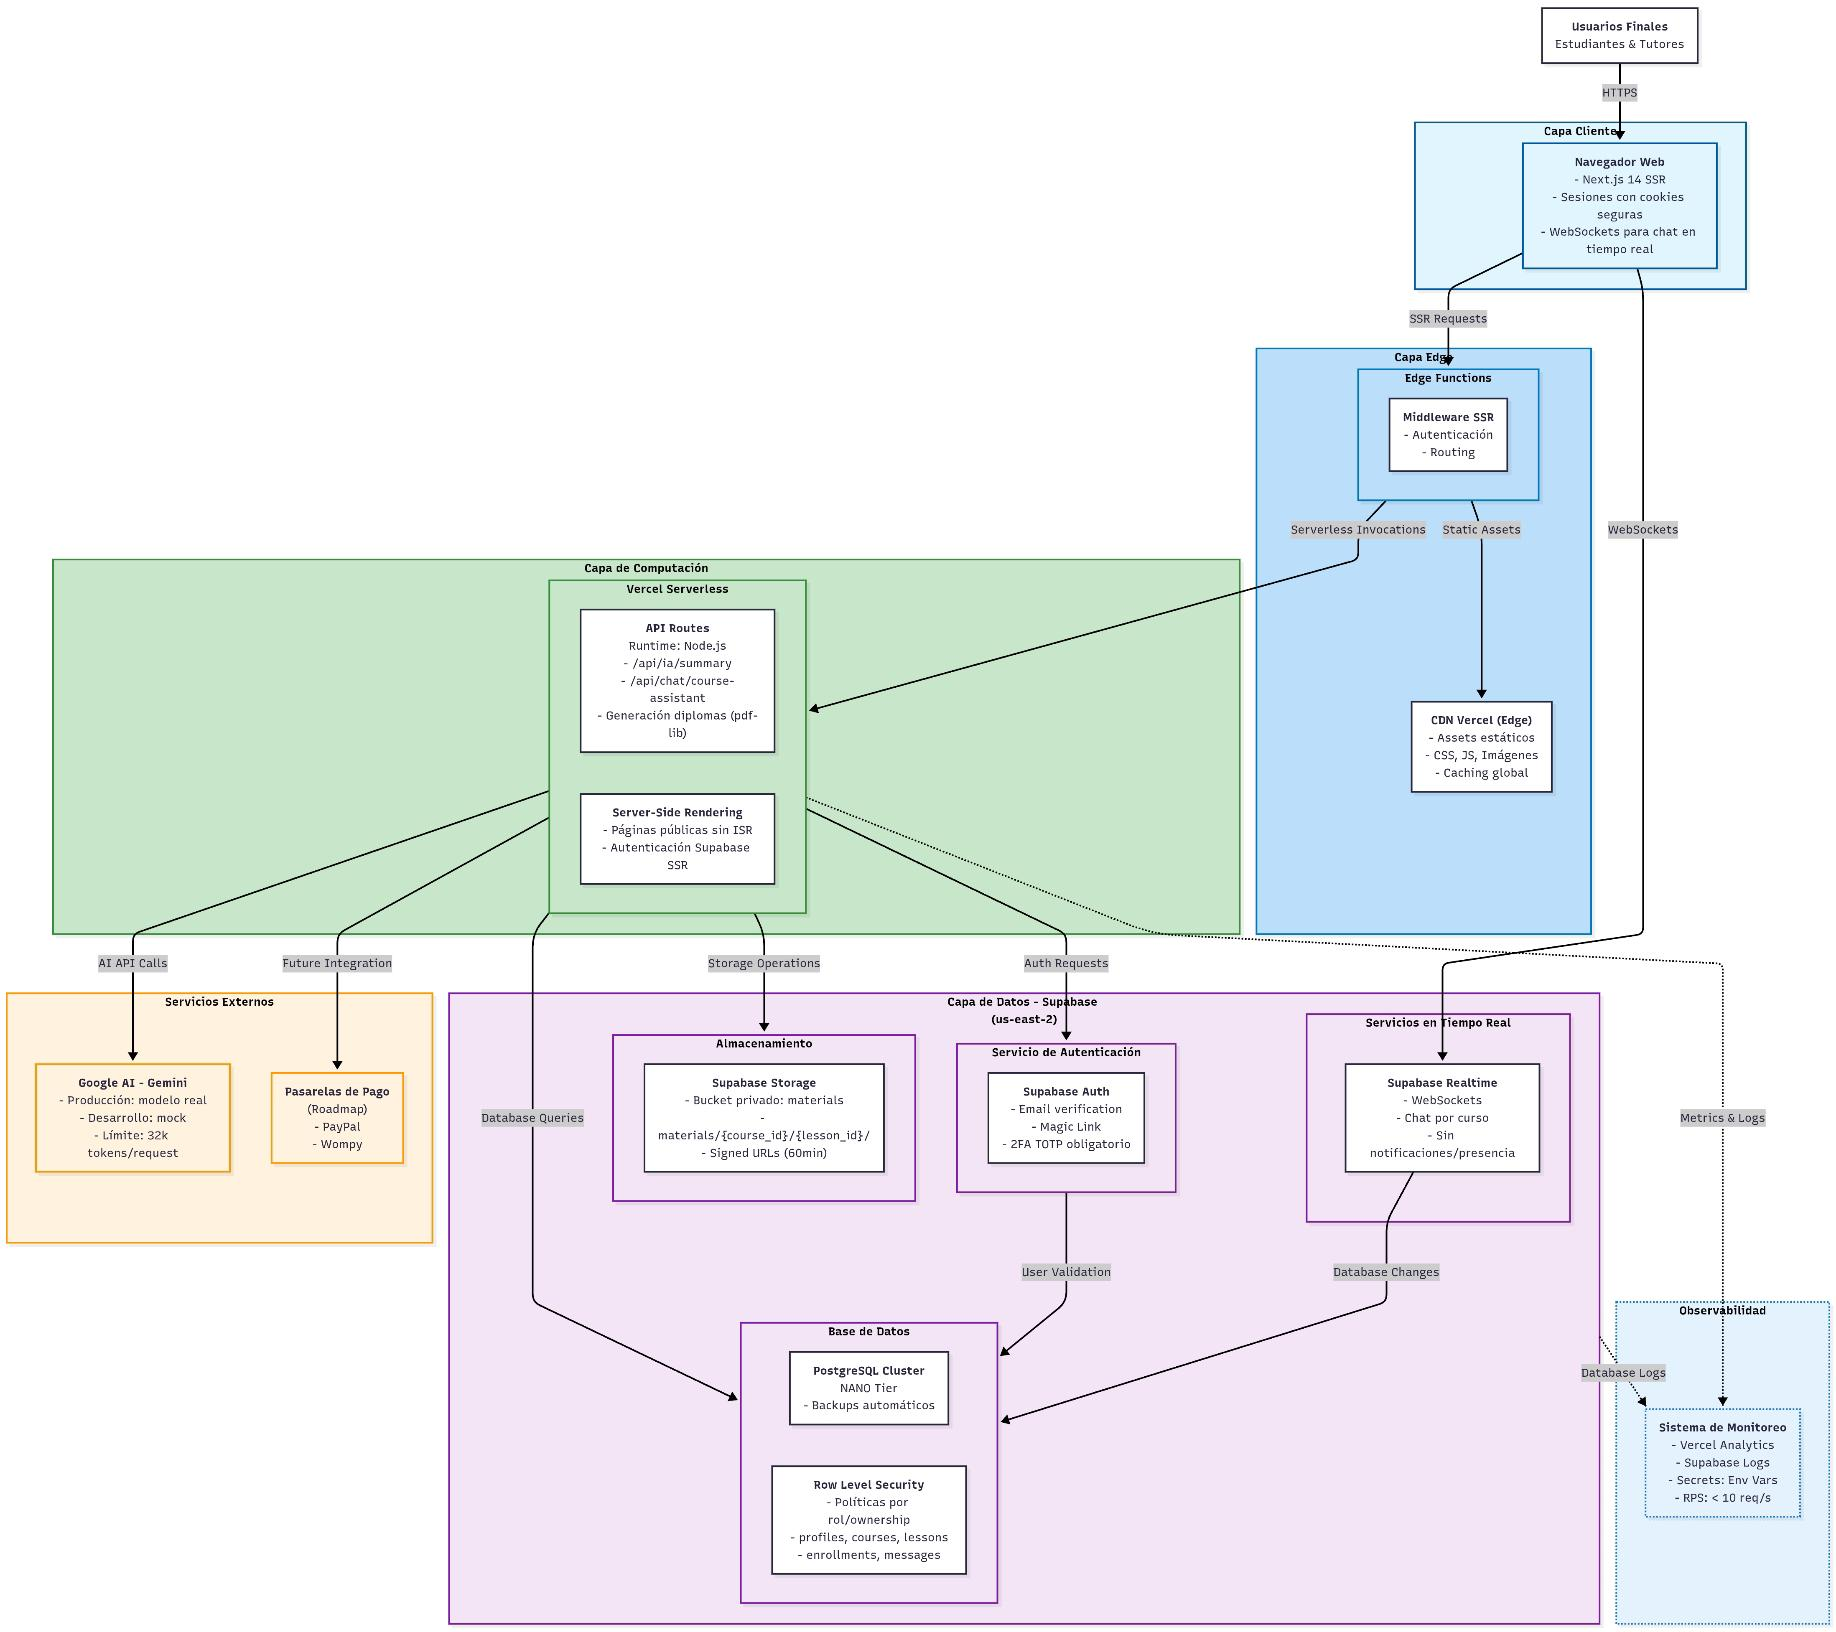 Usuarios Finales
Estudiantes & Tutores
HTTPS
Capa Cliente
Navegador Web
- Next.js 14 SSR
- Sesiones con cookies
seguras
- WebSockets para chat en
tiempo real
SSR Requests
Capa Edge
Edge Functions
Middleware SSR
- Autenticación
- Routing
Serverless Invocations
Static Assets
WebSockets
CDN Vercel (Edge)
- Assets estáticos
- CSS, JS, Imágenes
- Caching global
Capa de Computación
Vercel Serverless
API Routes
Runtime: Node.js
- /api/ia/summary
- /api/chat/course-
assistant
- Generación diplomas (pdf-
lib)
Server-Side Rendering
- Páginas públicas sin ISR
- Autenticación Supabase
SSR
AI API Calls
Future Integration
Storage Operations
Auth Requests
Servicios Externos
Google AI - Gemini
- Producción: modelo real
- Desarrollo: mock
- Límite: 32k
tokens/request
Pasarelas de Pago
(Roadmap)
- PayPal
- Wompy
Database Queries
Capa de Datos - Supabase
(us-east-2)
Almacenamiento
Supabase Storage
- Bucket privado: materials
-
materials/{course_id}/{lesson_id}/
- Signed URLs (60min)
Servicio de Autenticación
Supabase Auth
- Email verification
- Magic Link
- 2FA TOTP obligatorio
Servicios en Tiempo Real
Supabase Realtime
- WebSockets
- Chat por curso
- Sin
notificaciones/presencia
Metrics & Logs
User Validation
Database Changes
Base de Datos
PostgreSQL Cluster
NANO Tier
- Backups automáticos
Row Level Security
- Políticas por
rol/ownership
- profiles, courses, lessons
- enrollments, messages
Observabilidad
Database Logs
Sistema de Monitoreo
- Vercel Analytics
- Supabase Logs
- Secrets: Env Vars
- RPS: < 10 req/s